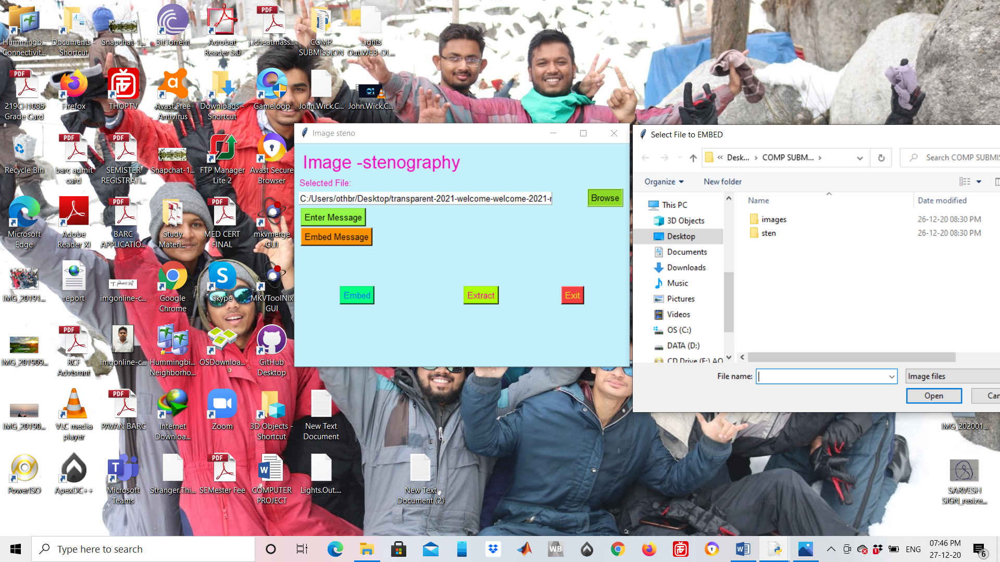 Hummingb...
Connectivit...
Documents -
Shortcut
Snapchat-1...
BitTorrent
Acrobat
Reader 5.0
jricheatmass...
COMP
SUBMISSION
Lights
Out.WEB-DL...
219CH1085
Grade Card
Firefox
THOPTV
Avast Free
Antivirus
Downloads -
Shortcut
Gameloop
John.Wick.C...
John.Wick.C...
Recycle Bin
barc admit
card
SEMISTER
REGISTRATI...
Snapchat-1...
FTP Manager
Lite 2
Avast Secure
Browser
Microsoft
Edge
Adobe
Reader XI
BARC
APPLICATIO...
Study
Materi...
MED CERT
FINAL
mkvmerge
GUI
IMG_20191...
report
imgonline-c...
Google
Chrome
Skype
MKVToolNix
GUI
IMG_201909...
RCF
Advtsmnt
imgonline-c...
Hummingbi...
Neighborho...
OSDownloa...
GitHub
Desktop
IMG_20190...
VLC media
player
PAVAN BARC
Internet
Downloa...
Zoom
3D Objects -
Shortcut
New Text
Document
PowerISO
ApexDC++
Microsoft
Teams
Stranger.Thi...
SEMester Fee
COMPUTER
PROJECT
Lights.Out....
New Text
Document (2)
IMG_202001...
SARVESH
SIGN_resize...
Image steno
Image -stenography
Selected File:
C:/Users/othbr/Desktop/transparent-2021-welcome-welcome-2021-r
Browse
Enter Message
Embed Message
Embed
Extract
Exit
Select File to EMBED
« Desk... › COMP SUBM... ›
Search COMP SUBMIS
Organize
New folder
Name
Date modified
This PC
3D Objects
Desktop
Documents
Downloads
Music
Pictures
Videos
OS (C:)
DATA (D:)
CD Drive (F:) AO
images
26-12-20 08:30 PM
sten
26-12-20 08:30 PM
File name:
Image files
Open
Can
Type here to search
ENG
07:46 PM
27-12-20
6